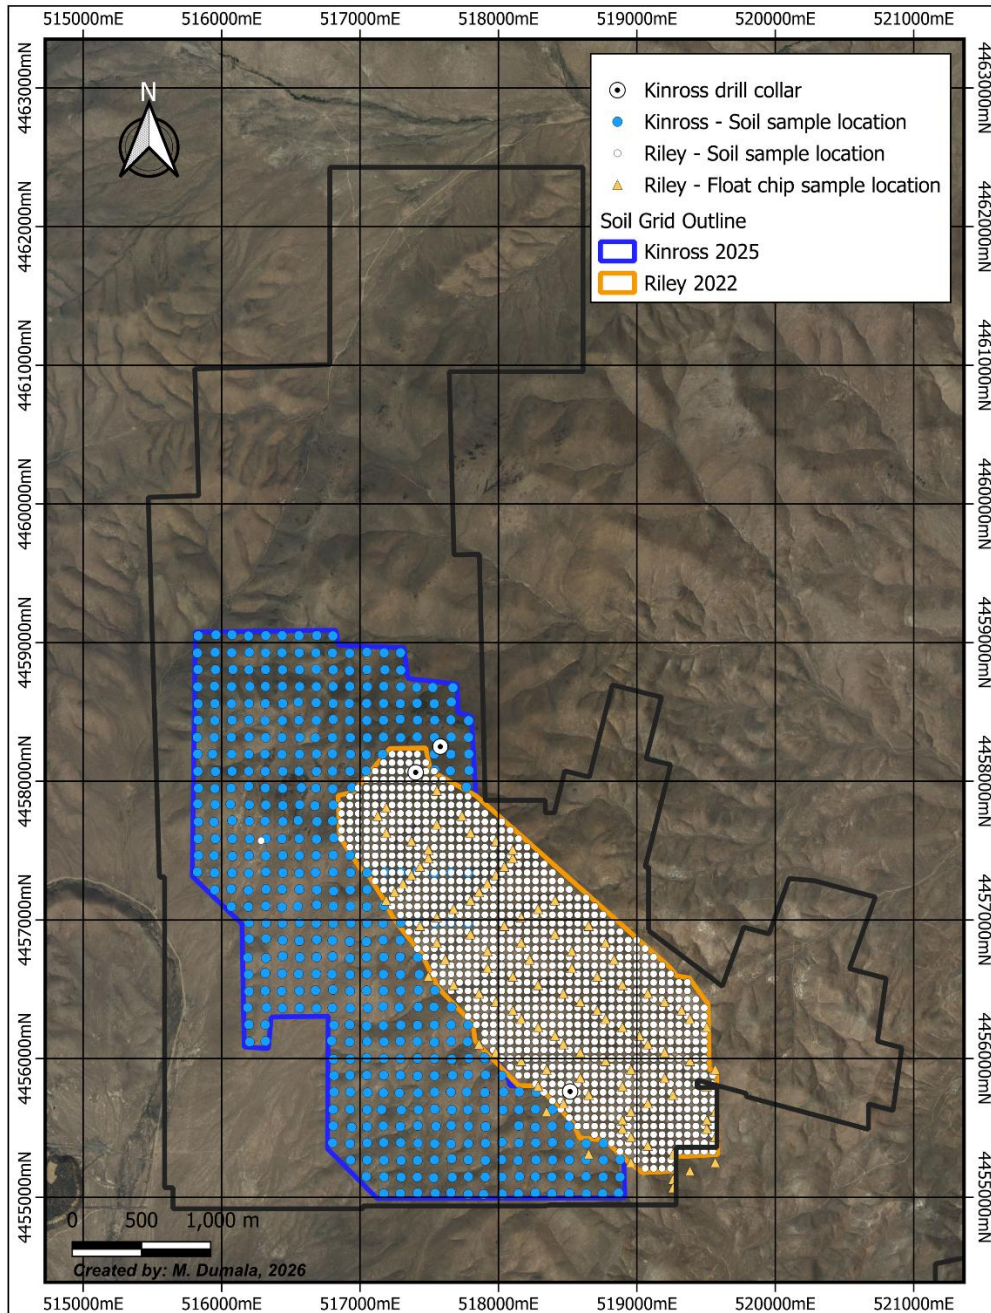 515000mE 516000mE 517000mE 518000mE 519000mE 520000mE 521000mE
4463000mN
4463000mN
N
Kinross drill collar
Kinross - Soil sample location
Riley - Soil sample location
Riley - Float chip sample location
Soil Grid Outline
Kinross 2025
Riley 2022
4462000mN
4462000mN
4461000mN
4461000mN
4460000mN
4460000mN
4459000mN
4459000mN
4458000mN
4458000mN
4457000mN
4457000mN
4456000mN
4456000mN
4455000mN
4455000mN
0 500 1,000 m
Created by: M. Dumala, 2026
515000mE 516000mE 517000mE 518000mE 519000mE 520000mE 521000mE